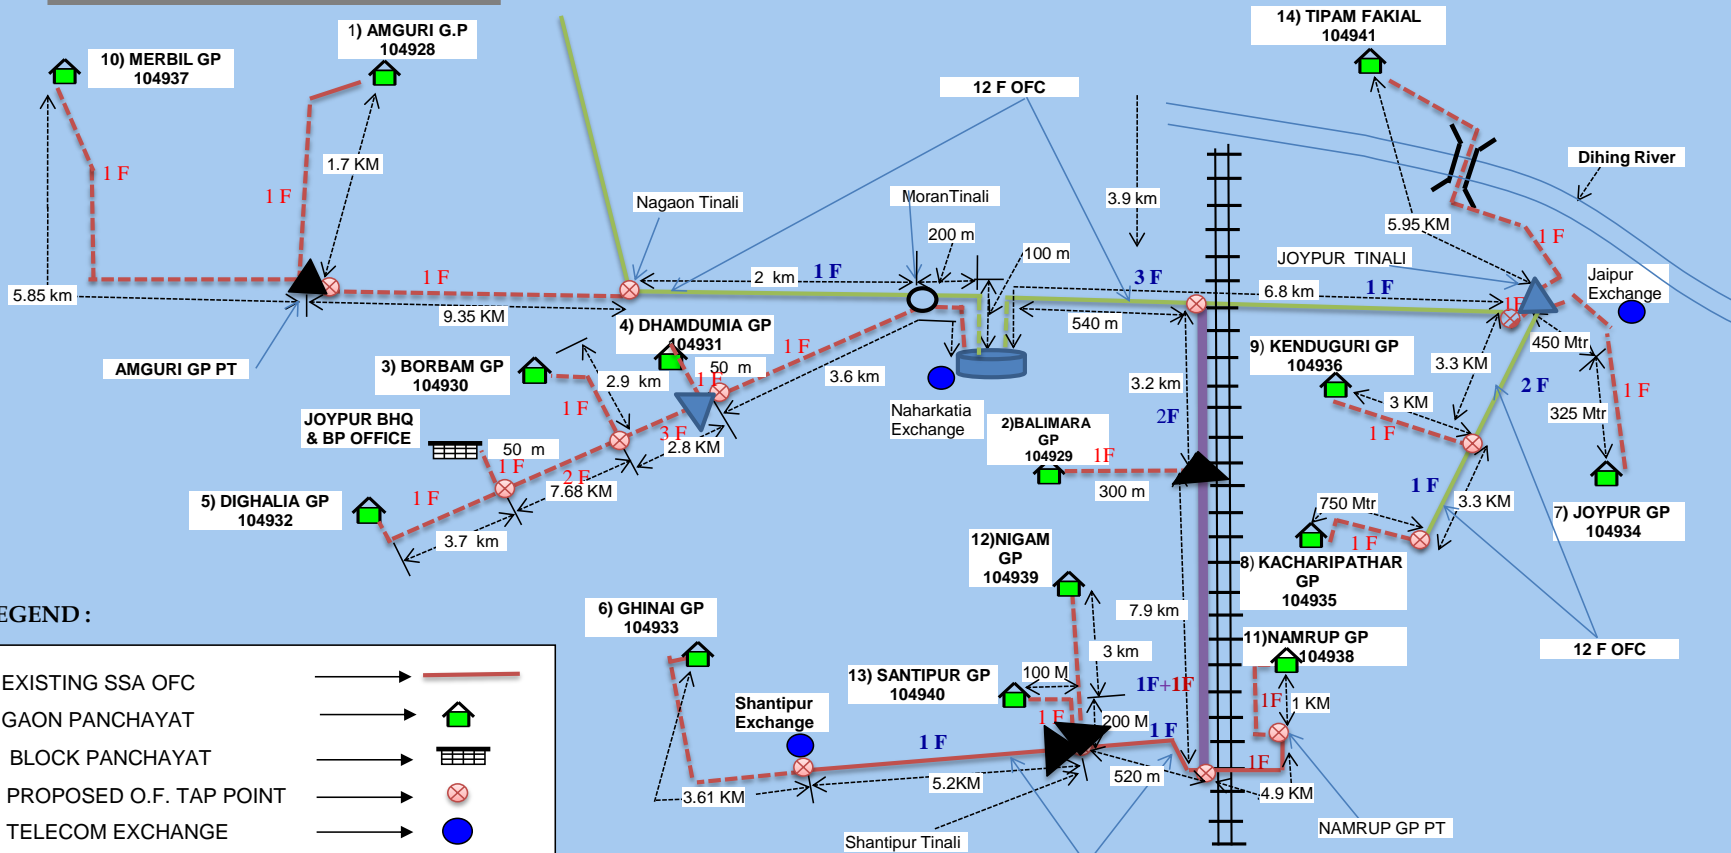 14) TIPAM FAKIAL
104941
1) AMGURI G.P
104928
10) MERBIL GP
104937
12 F OFC
Dihing River
1 F
1.7 KM
1 F
Nagaon Tinali
MoranTinali
3.9 km
5.95 KM
200 m
100 m
1 F
JOYPUR TINALI
Jaipur
Exchange
1 F
2 km
1 F
3 F
6.8 km
1 F
5.85 km
9.35 KM
540 m
1F
450 Mtr
4) DHAMDUMIA GP
104931
1 F
9) KENDUGURI GP
104936
3.3 KM
AMGURI GP PT
3) BORBAM GP
104930
2.9 km
50 m
1 F
3.6 km
3.2 km
2 F
1 F
3 KM
325 Mtr
Naharkatia
Exchange
JOYPUR BHQ
& BP OFFICE
1 F
3 F
2.8 KM
2)BALIMARA
GP
104929
2F
1 F
50 m
1 F
2 F
7.68 KM
1F
300 m
1 F
3.3 KM
5) DIGHALIA GP
104932
1 F
750 Mtr
1 F
7) JOYPUR GP
104934
3.7 km
12)NIGAM
GP
104939
8) KACHARIPATHAR
GP
104935
6) GHINAI GP
104933
7.9 km
EGEND :
11)NAMRUP GP
104938
12 F OFC
3 km
13) SANTIPUR GP
104940
100 M
1F+1F
EXISTING SSA OFC
1F
1 KM
Shantipur
Exchange
1 F
200 M
1 F
GAON PANCHAYAT
1 F
BLOCK PANCHAYAT
1F
5.2KM
520 m
4.9 KM
3.61 KM
PROPOSED O.F. TAP POINT
NAMRUP GP PT
TELECOM EXCHANGE
Shantipur Tinali